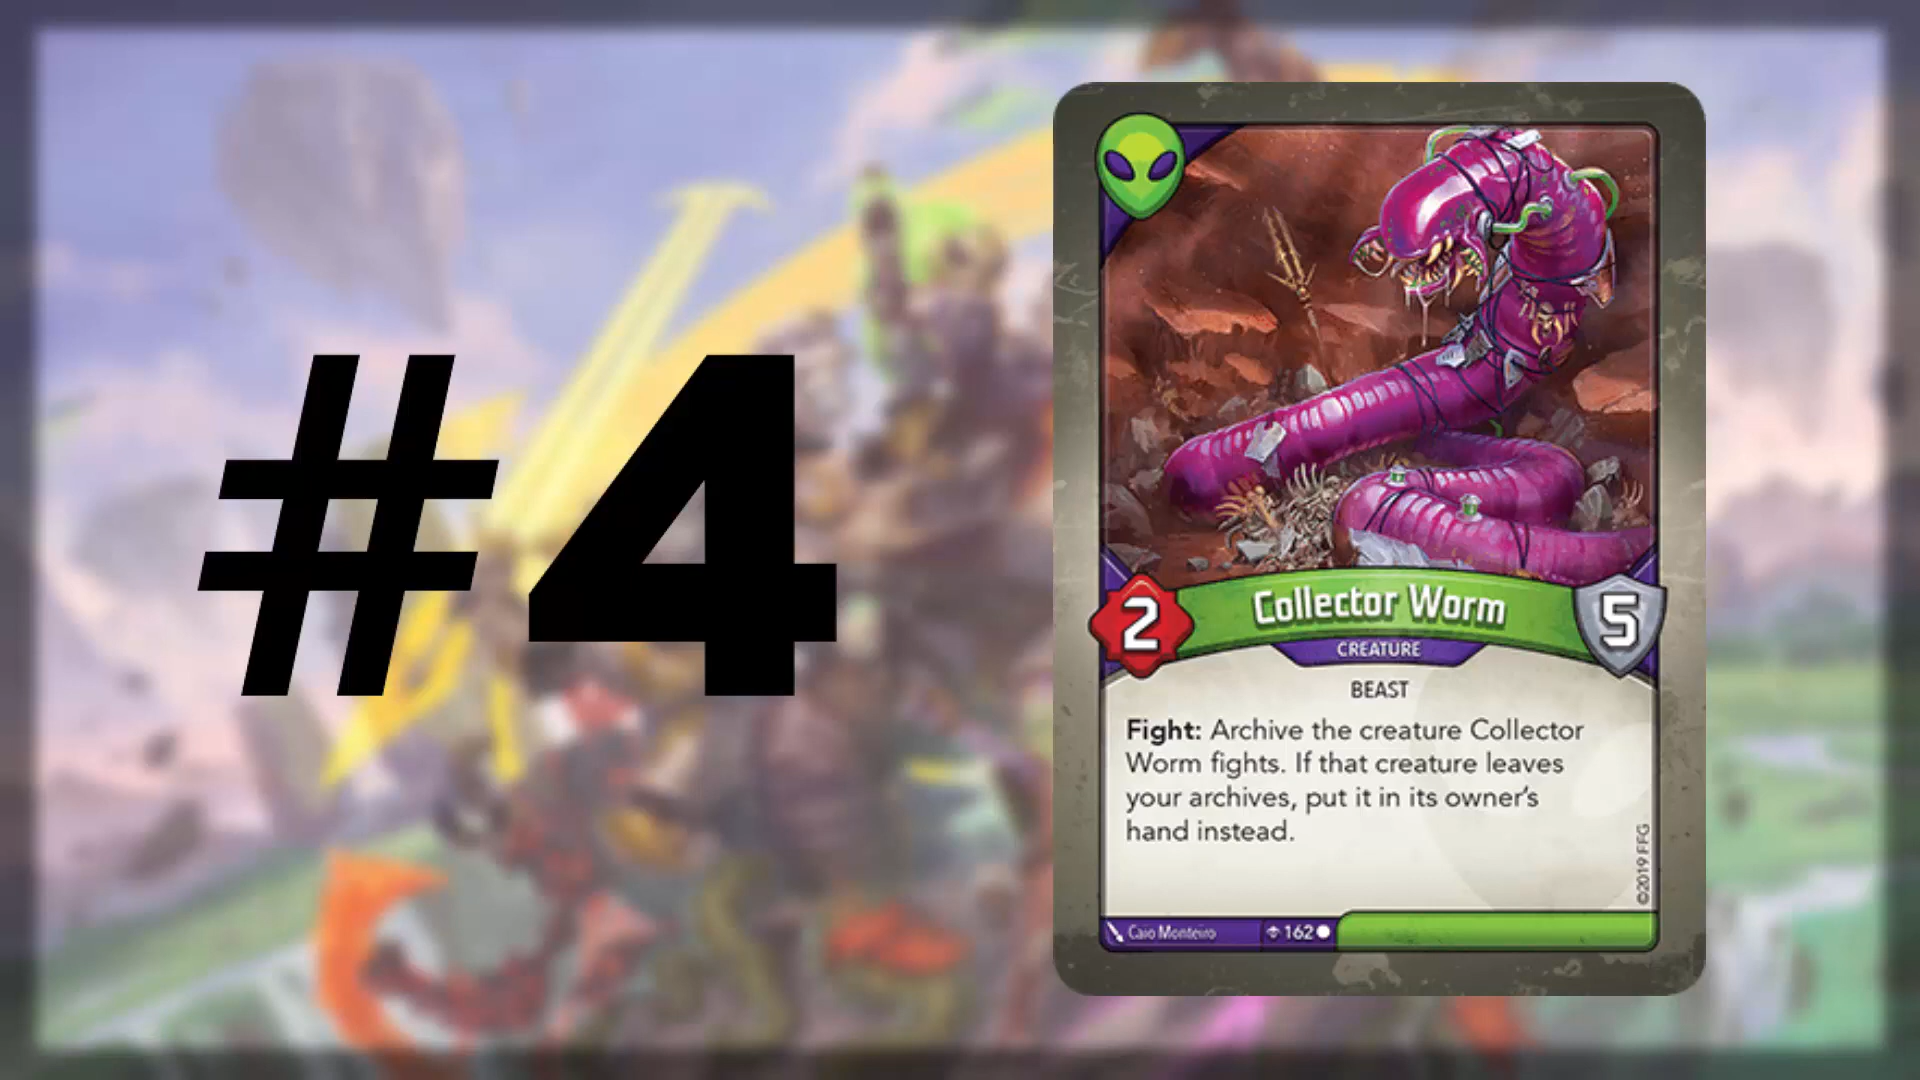 #4
2
Collector Worm
5
CREATURE
BEAST
Fight: Archive the creature Collector
Worm fights. If that creature leaves
your archives, put it in its owner's
hand instead.
©2019 FFG
Caio Monteiro
162